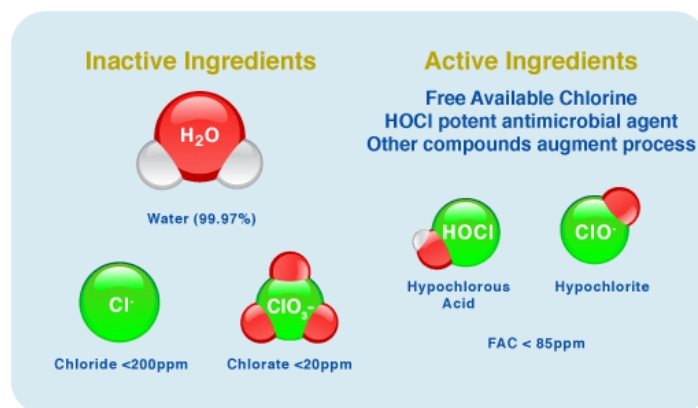 Inactive Ingredients
H₂O
Water (99.97%)
Cl⁻
Chloride <200ppm
ClO₃-
Chlorate <20ppm
Active Ingredients
Free Available Chlorine
HOCl potent antimicrobial agent
Other compounds augment process
HOCl
Hypochlorous
Acid
ClO⁻
Hypochlorite
FAC < 85ppm